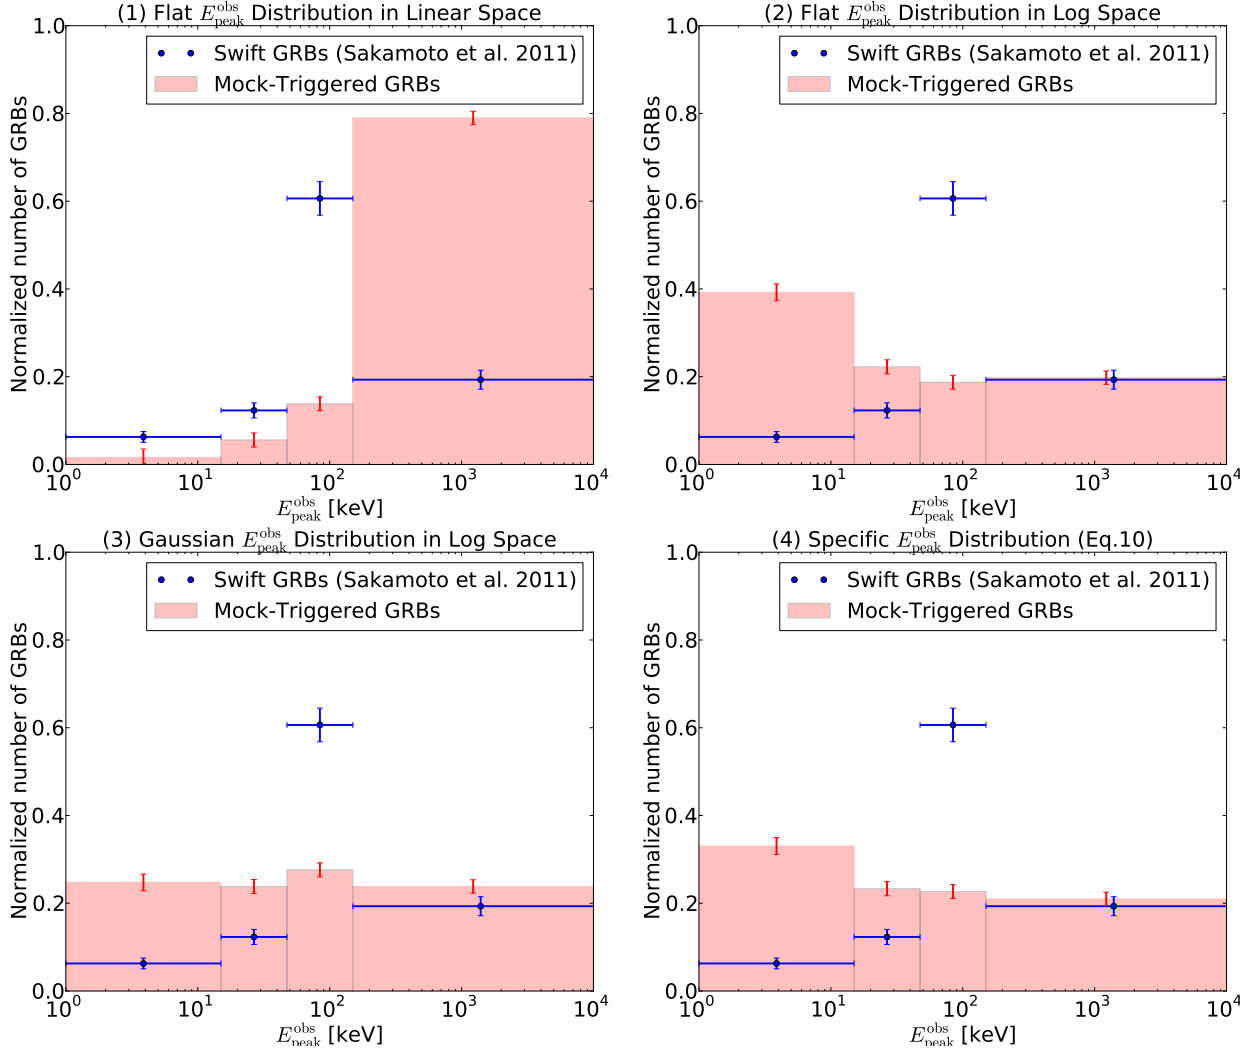 (1) Flat E_peak^obs Distribution in Linear Space
Swift GRBs (Sakamoto et al. 2011)
Mock-Triggered GRBs
Normalized number of GRBs
1.0
0.8
0.6
0.4
0.2
0.0
10^0 10^1 10^2 10^3 10^4
E_peak^obs [keV]
(2) Flat E_peak^obs Distribution in Log Space
Swift GRBs (Sakamoto et al. 2011)
Mock-Triggered GRBs
Normalized number of GRBs
1.0
0.8
0.6
0.4
0.2
0.0
10^0 10^1 10^2 10^3 10^4
E_peak^obs [keV]
(3) Gaussian E_peak^obs Distribution in Log Space
Swift GRBs (Sakamoto et al. 2011)
Mock-Triggered GRBs
Normalized number of GRBs
1.0
0.8
0.6
0.4
0.2
0.0
10^0 10^1 10^2 10^3 10^4
E_peak^obs [keV]
(4) Specific E_peak^obs Distribution (Eq.10)
Swift GRBs (Sakamoto et al. 2011)
Mock-Triggered GRBs
Normalized number of GRBs
1.0
0.8
0.6
0.4
0.2
0.0
10^0 10^1 10^2 10^3 10^4
E_peak^obs [keV]